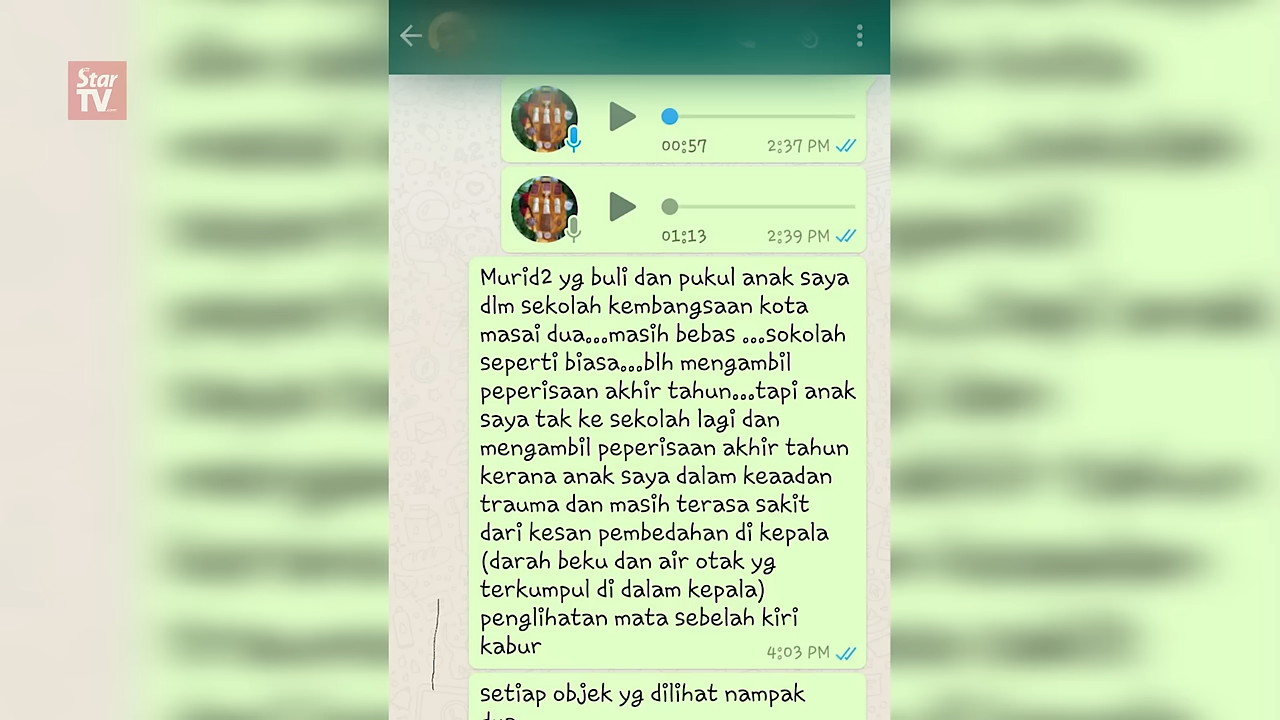 Star
TV
00:57
2:37 PM
01:13
2:39 PM
Murid2 yg buli dan pukul anak saya
dlm sekolah kembangsaan kota
masai dua...masih bebas ...sokolah
seperti biasa...blh mengambil
peperisaan akhir tahun...tapi anak
saya tak ke sekolah lagi dan
mengambil peperisaan akhir tahun
kerana anak saya dalam keaadan
trauma dan masih terasa sakit
dari kesan pembedahan di kepala
(darah beku dan air otak yg
terkumpul di dalam kepala)
penglihatan mata sebelah kiri
kabur
4:03 PM
setiap objek yg dilihat nampak